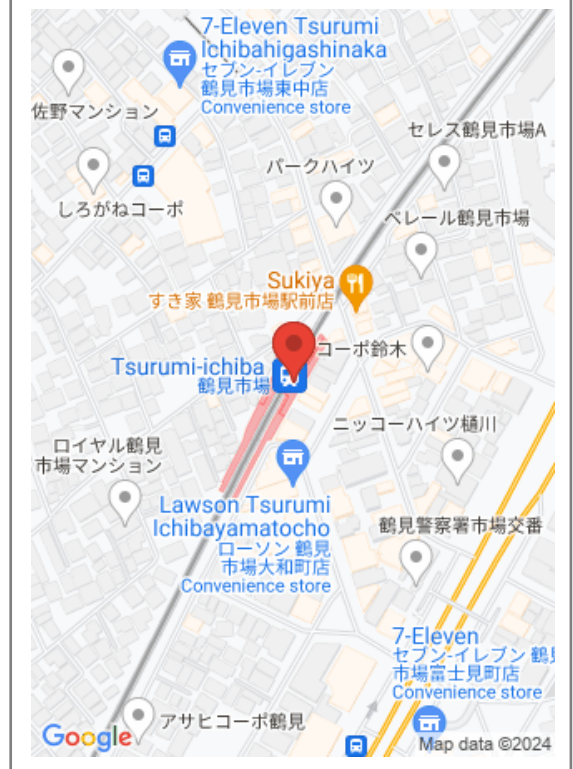 7-Eleven Tsurumi
Ichibahigashinaka
セブン-イレブン
鶴見市場東中店
Convenience store
佐野マンション
セレス鶴見市場A
パークハイツ
しろがねコーポ
ベレール鶴見市場
Sukiya
すき家 鶴見市場駅前店
コーポ鈴木
Tsurumi-ichiba
鶴見市場
ニッコーハイツ樋川
ロイヤル鶴見
市場マンション
Lawson Tsurumi
Ichibayamatocho
ローソン 鶴見
市場大和町店
Convenience store
鶴見警察署市場交番
7-Eleven
セブン-イレブン 鶴見
市場富士見町店
Convenience store
アサヒコーポ鶴見
Google
Map data ©2024